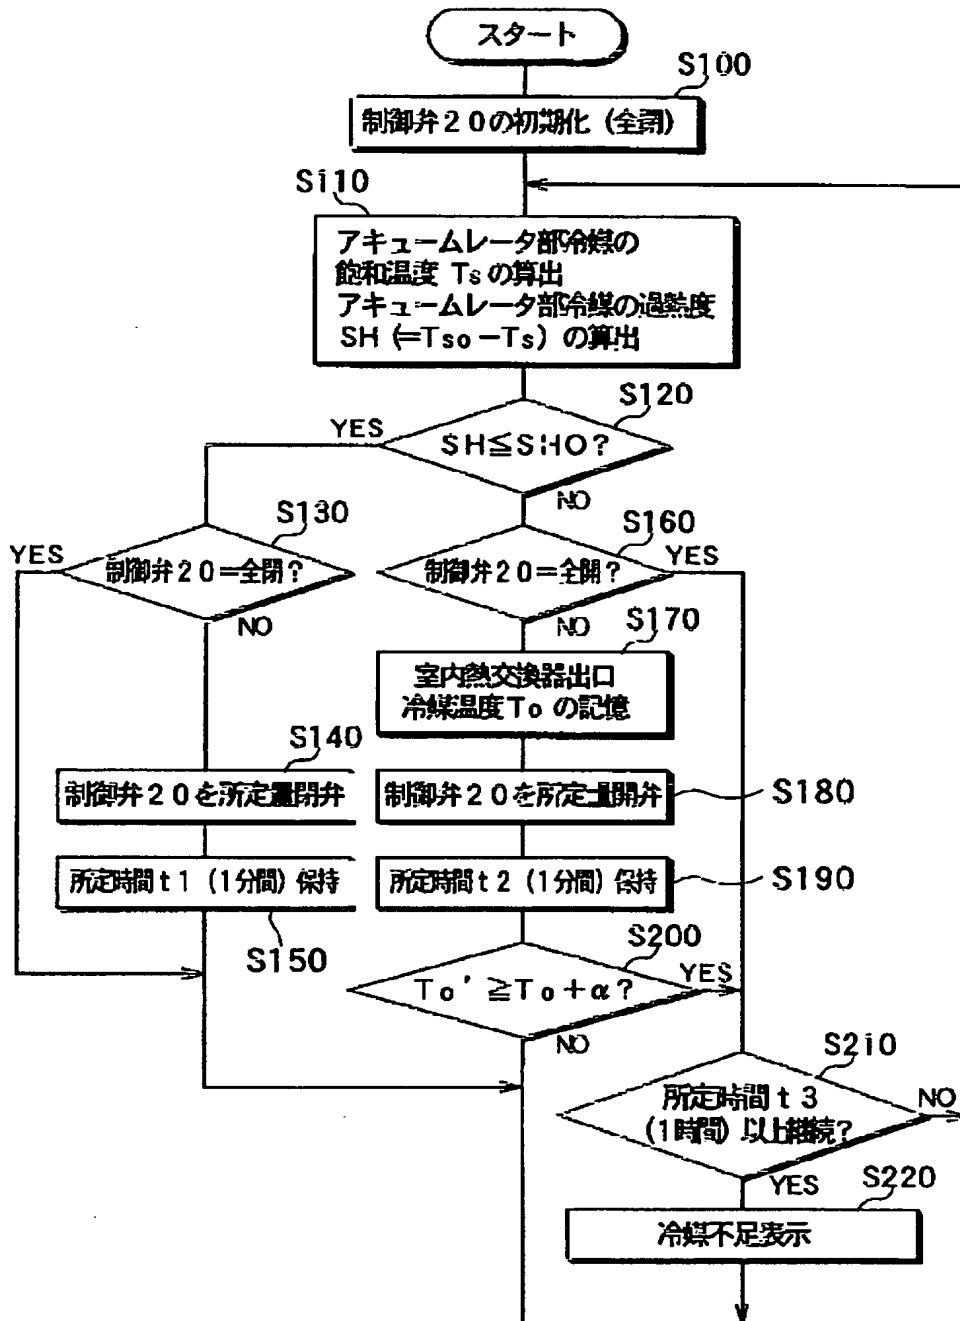 スタート
S100
制御弁20の初期化（全閉）
S110
アキュームレータ部冷媒の
飽和温度 Tsの算出
アキュームレータ部冷媒の過熱度
SH（=Tso－Ts）の算出
S120
YES
SH≦SHO？
NO
S130
S160
YES
制御弁20＝全閉？
制御弁20＝全開？
YES
NO
NO
S170
室内熱交換器出口
冷媒温度Toの記憶
S140
制御弁20を所定量閉弁
制御弁20を所定量開弁
S180
所定時間t1（1分間）保持
所定時間t2（1分間）保持
S190
S150
S200
To'≧To＋α？
YES
NO
S210
所定時間t3
（1時間）以上継続？
NO
YES
S220
冷媒不足表示